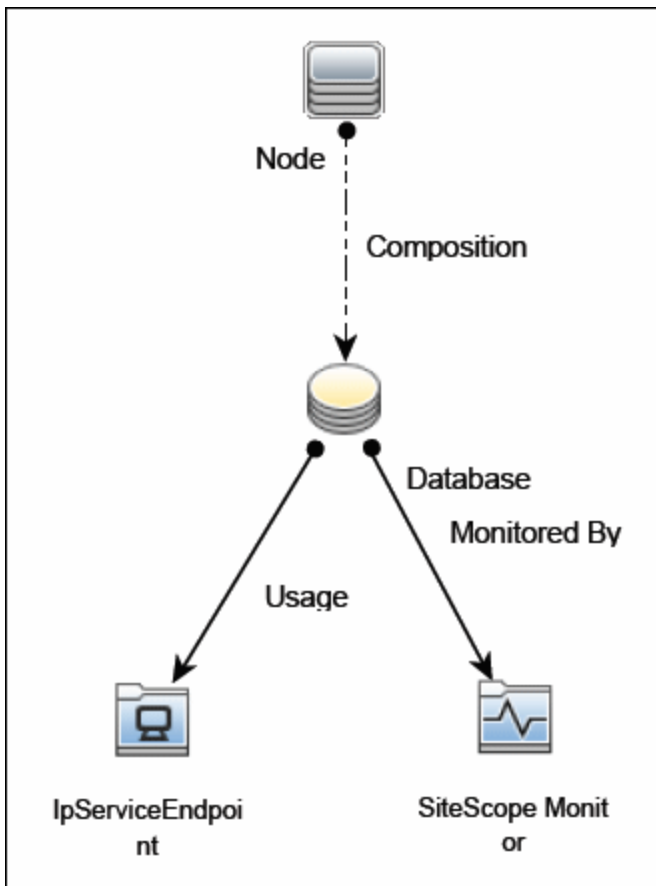 Node
Composition
Database
Monitored By
Usage
IpServiceEndpoi
nt
SiteScope Monit
or